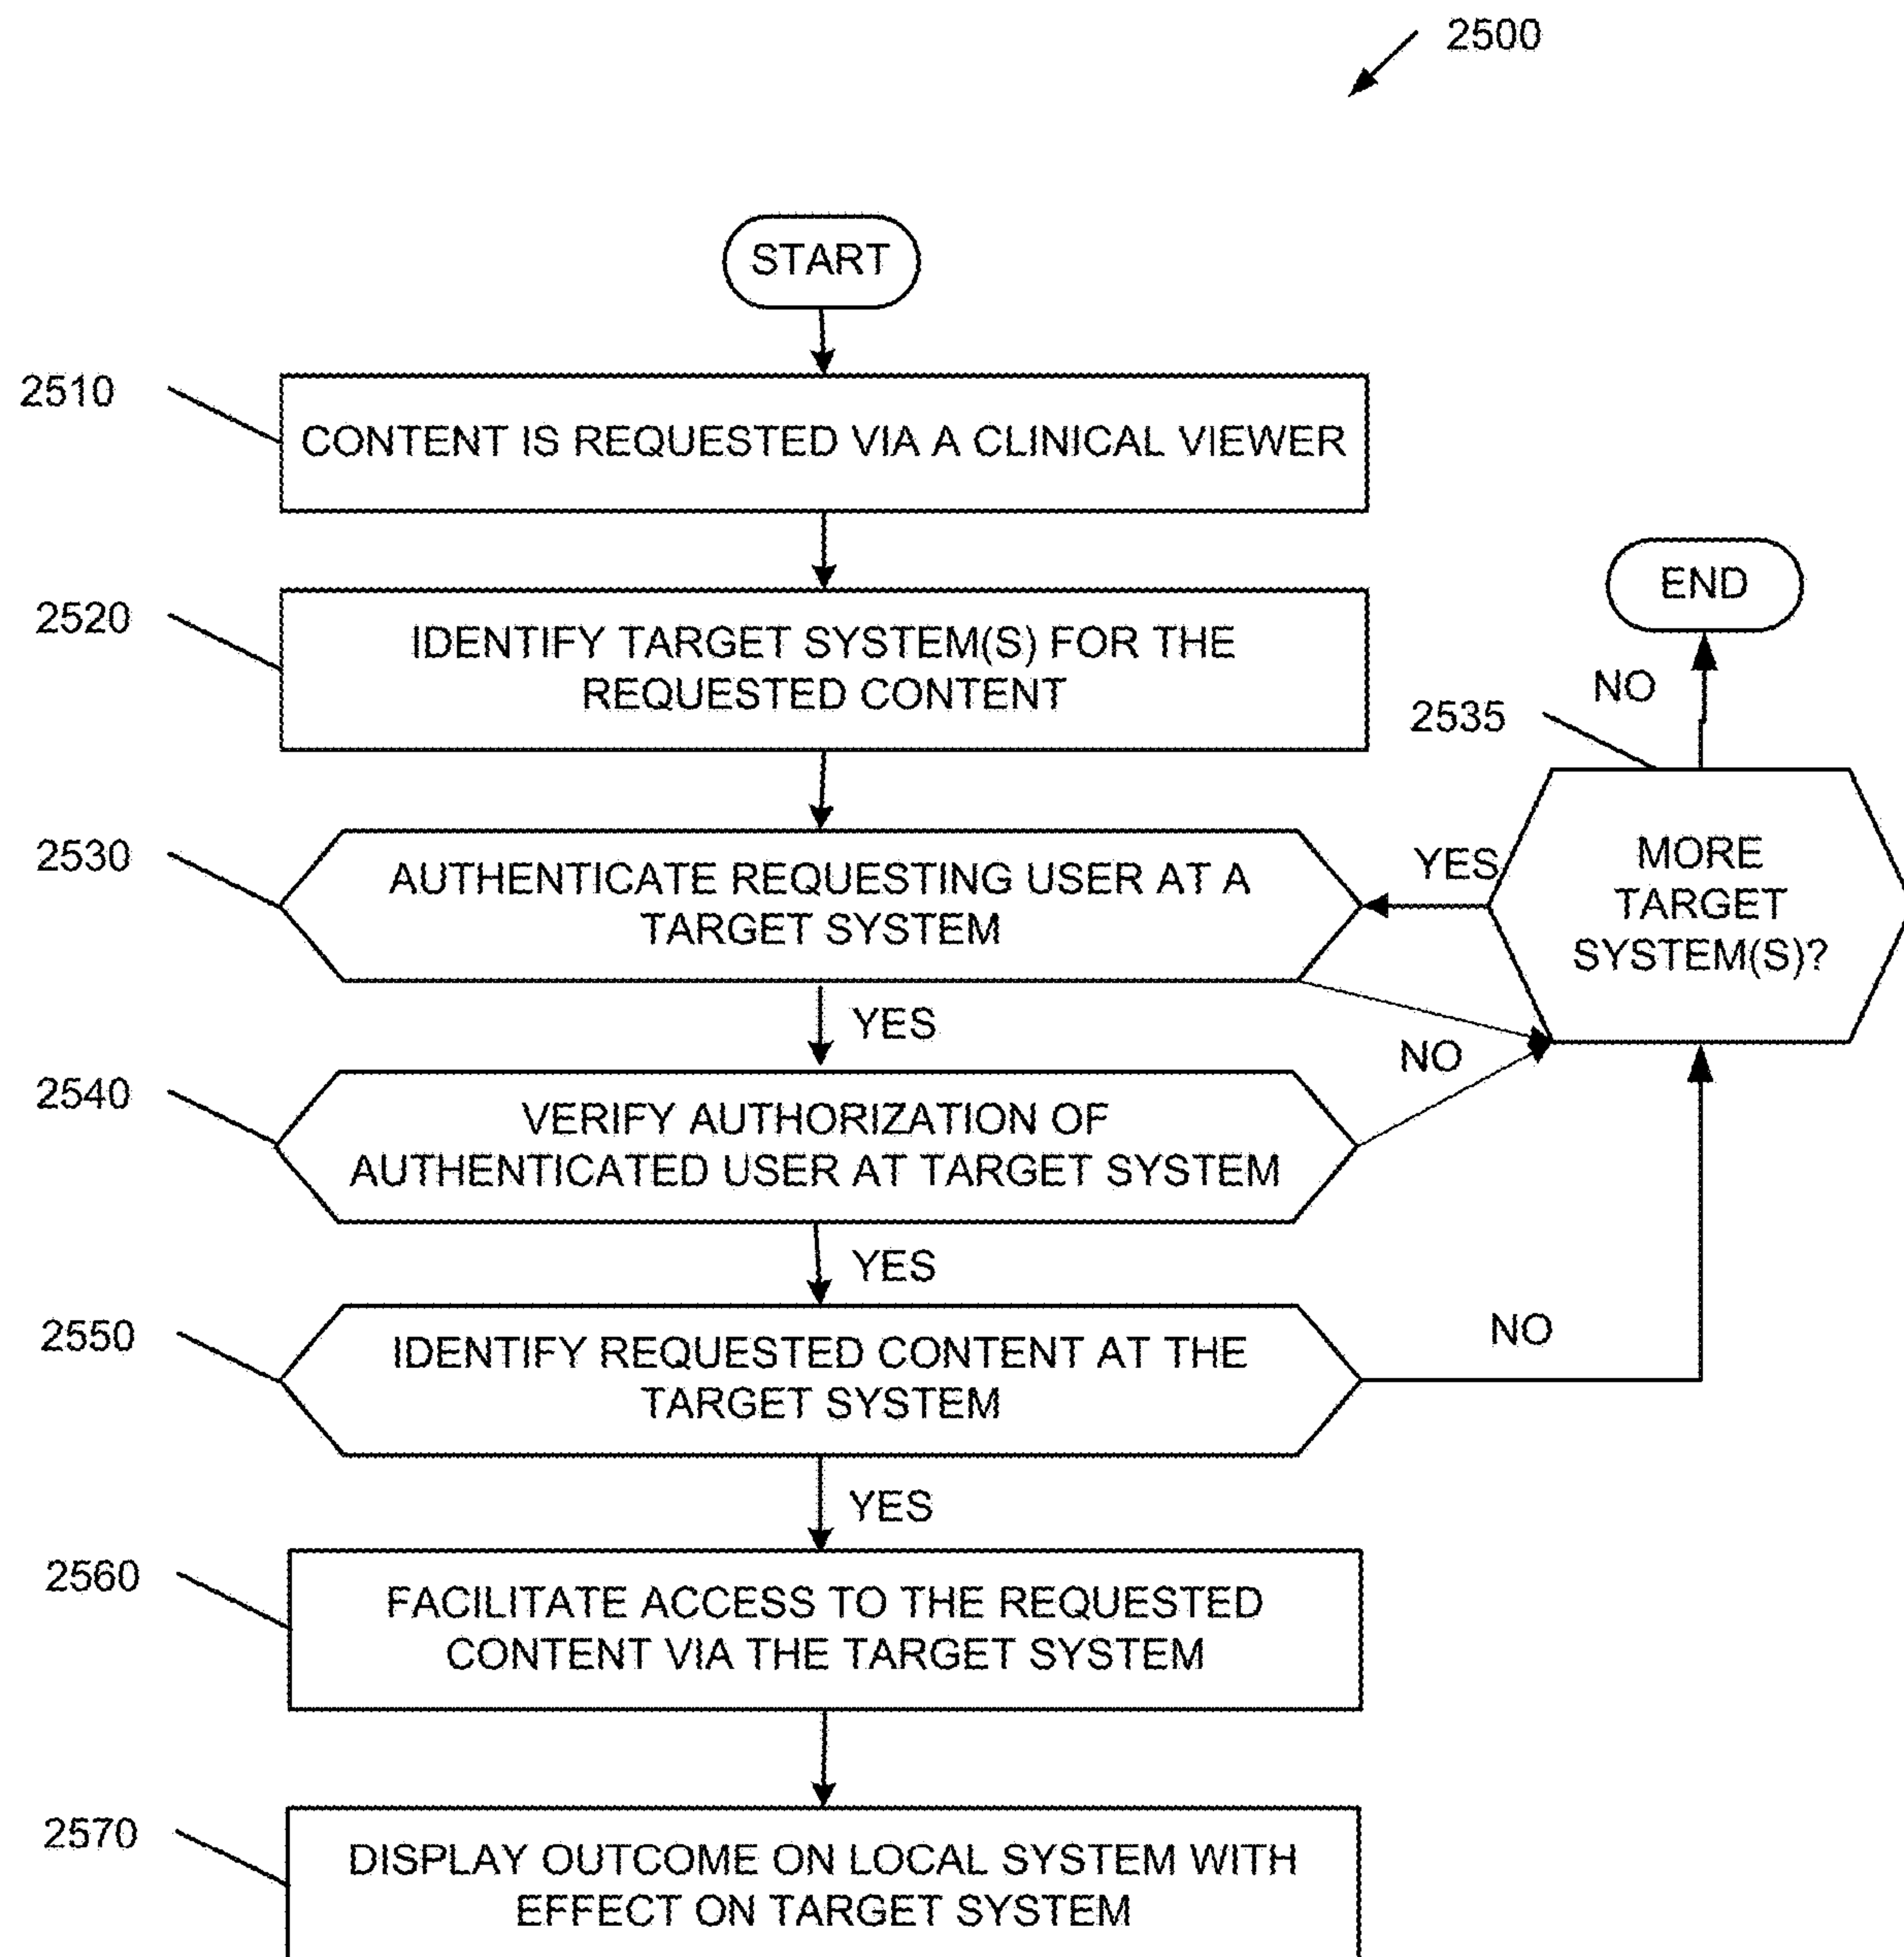 2500
START
2510
CONTENT IS REQUESTED VIA A CLINICAL VIEWER
2520
IDENTIFY TARGET SYSTEM(S) FOR THE
REQUESTED CONTENT
END
NO
2535
2530
AUTHENTICATE REQUESTING USER AT A
TARGET SYSTEM
YES
MORE
TARGET
SYSTEM(S)?
YES
NO
2540
VERIFY AUTHORIZATION OF
AUTHENTICATED USER AT TARGET SYSTEM
YES
2550
IDENTIFY REQUESTED CONTENT AT THE
TARGET SYSTEM
NO
YES
2560
FACILITATE ACCESS TO THE REQUESTED
CONTENT VIA THE TARGET SYSTEM
2570
DISPLAY OUTCOME ON LOCAL SYSTEM WITH
EFFECT ON TARGET SYSTEM